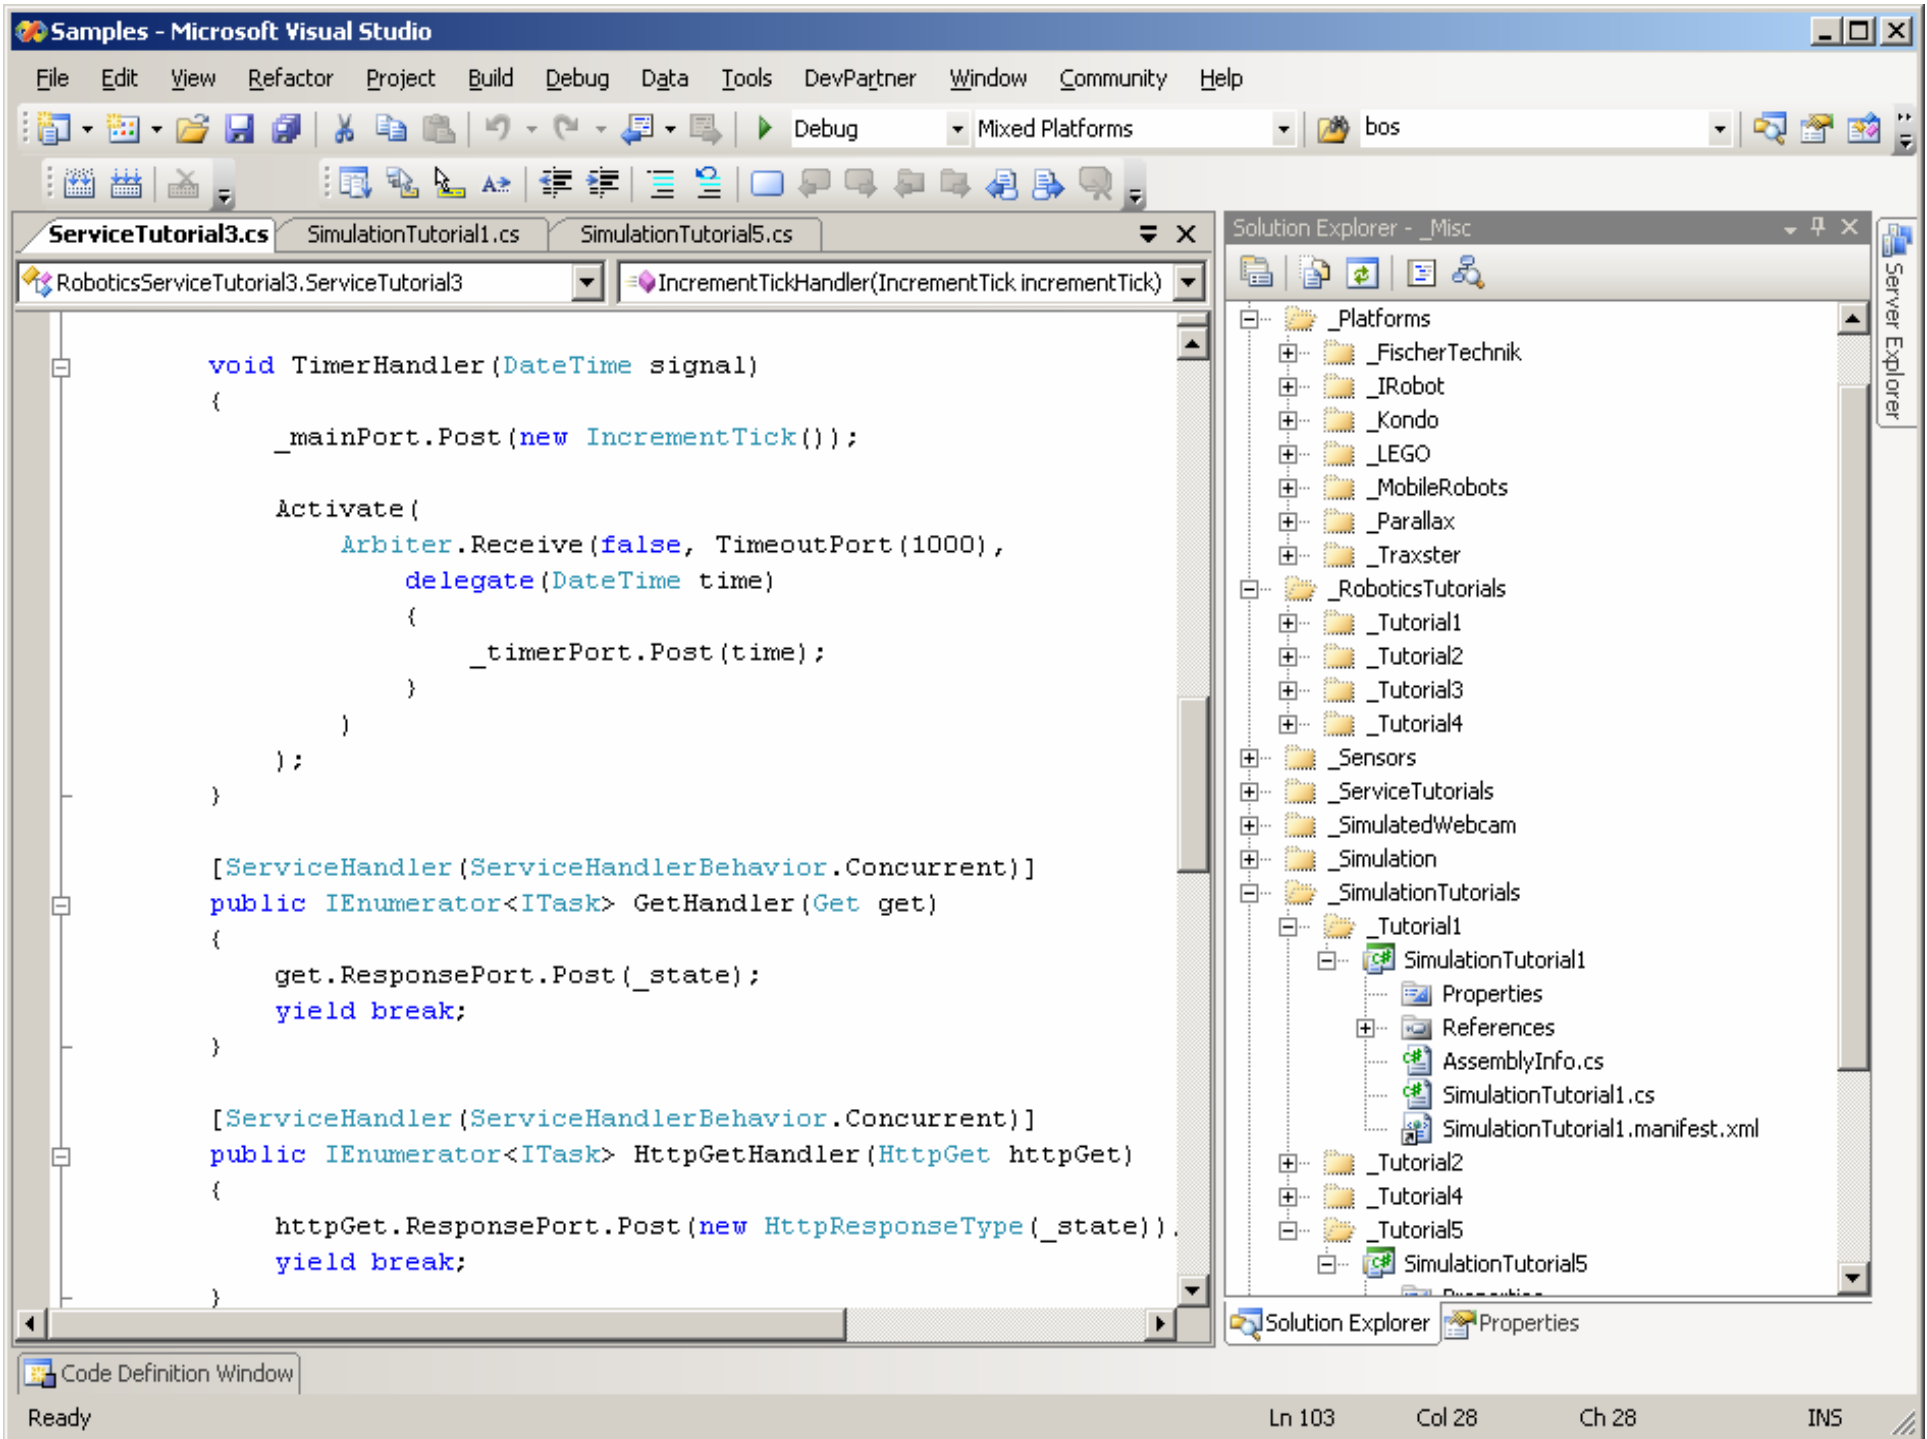 Samples - Microsoft Visual Studio
File Edit View Refactor Project Build Debug Data Tools DevPartner Window Community Help
Debug Mixed Platforms bos
ServiceTutorial3.cs SimulationTutorial1.cs SimulationTutorial5.cs
RoboticsServiceTutorial3.ServiceTutorial3 IncrementTickHandler(IncrementTick incrementTick)
void TimerHandler(DateTime signal)
{
_mainPort.Post(new IncrementTick());
Activate(
Arbiter.Receive(false, TimeoutPort(1000),
delegate(DateTime time)
{
_timerPort.Post(time);
}
)
);
}
[ServiceHandler(ServiceHandlerBehavior.Concurrent)]
public IEnumerator<ITask> GetHandler(Get get)
{
get.ResponsePort.Post(_state);
yield break;
}
[ServiceHandler(ServiceHandlerBehavior.Concurrent)]
public IEnumerator<ITask> HttpGetHandler(HttpGet httpGet)
{
httpGet.ResponsePort.Post(new HttpResponseType(_state))
yield break;
}
Solution Explorer - _Misc
_Platforms
_FischerTechnik
_IRobot
_Kondo
_LEGO
_MobileRobots
_Parallax
_Traxster
_RoboticsTutorials
_Tutorial1
_Tutorial2
_Tutorial3
_Tutorial4
_Sensors
_ServiceTutorials
_SimulatedWebcam
_Simulation
_SimulationTutorials
_Tutorial1
SimulationTutorial1
Properties
References
AssemblyInfo.cs
SimulationTutorial1.cs
SimulationTutorial1.manifest.xml
_Tutorial2
_Tutorial4
_Tutorial5
SimulationTutorial5
Solution Explorer Properties
Server Explorer
Code Definition Window
Ready Ln 103 Col 28 Ch 28 INS